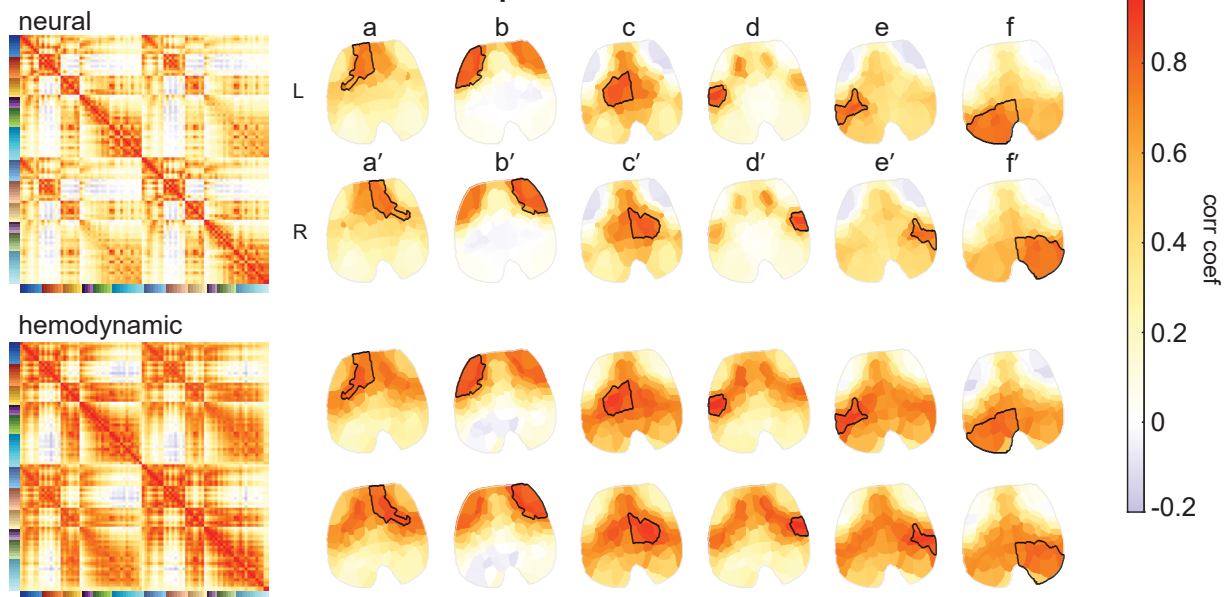 neural
a b c d e f
L
a′ b′ c′ d′ e′ f′
R
hemodynamic
0.8
0.6
0.4
0.2
0
-0.2
corr coef